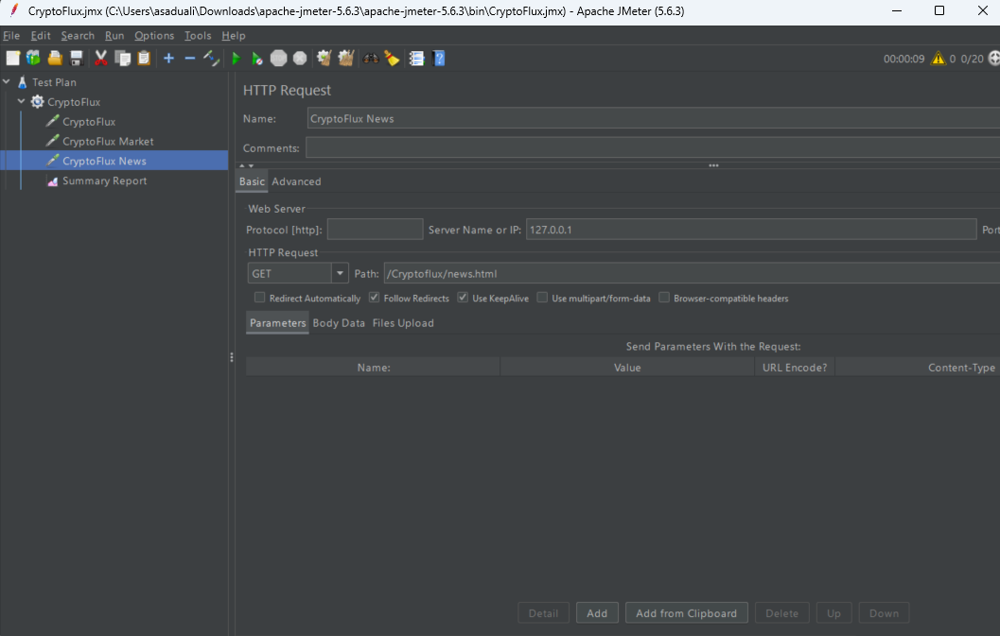 CryptoFlux.jmx (C:\Users\asaduali\Downloads\apache-jmeter-5.6.3\apache-jmeter-5.6.3\bin\CryptoFlux.jmx) - Apache JMeter (5.6.3)
File Edit Search Run Options Tools Help
00:00:09 0 0/20
Test Plan
CryptoFlux
CryptoFlux
CryptoFlux Market
CryptoFlux News
Summary Report
HTTP Request
Name: CryptoFlux News
Comments:
Basic Advanced
Web Server
Protocol [http]: Server Name or IP: 127.0.0.1 Port
HTTP Request
GET Path: /Cryptoflux/news.html
Redirect Automatically Follow Redirects Use KeepAlive Use multipart/form-data Browser-compatible headers
Parameters Body Data Files Upload
Send Parameters With the Request:
Name: Value URL Encode? Content-Type
Detail Add Add from Clipboard Delete Up Down